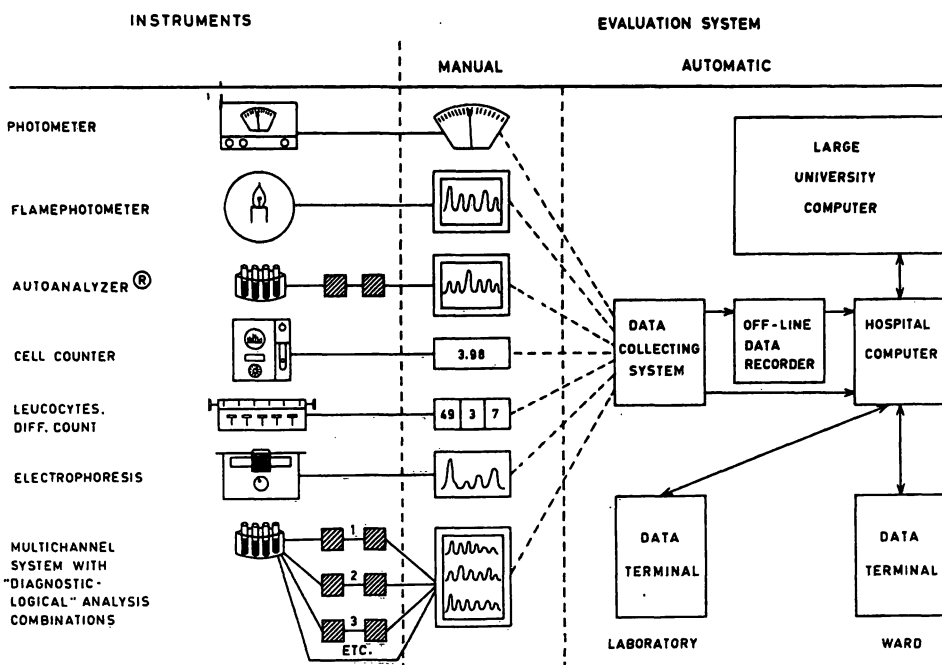 INSTRUMENTS
EVALUATION SYSTEM
MANUAL
AUTOMATIC
PHOTOMETER
FLAMEPHOTOMETER
AUTOANALYZER ®
CELL COUNTER
3.98
LEUCOCYTES,
DIFF. COUNT
49 3 7
ELECTROPHORESIS
MULTICHANNEL
SYSTEM WITH
"DIAGNOSTIC-
LOGICAL" ANALYSIS
COMBINATIONS
1
2
3
ETC.
LARGE
UNIVERSITY
COMPUTER
DATA
COLLECTING
SYSTEM
OFF-LINE
DATA
RECORDER
HOSPITAL
COMPUTER
DATA
TERMINAL
LABORATORY
DATA
TERMINAL
WARD